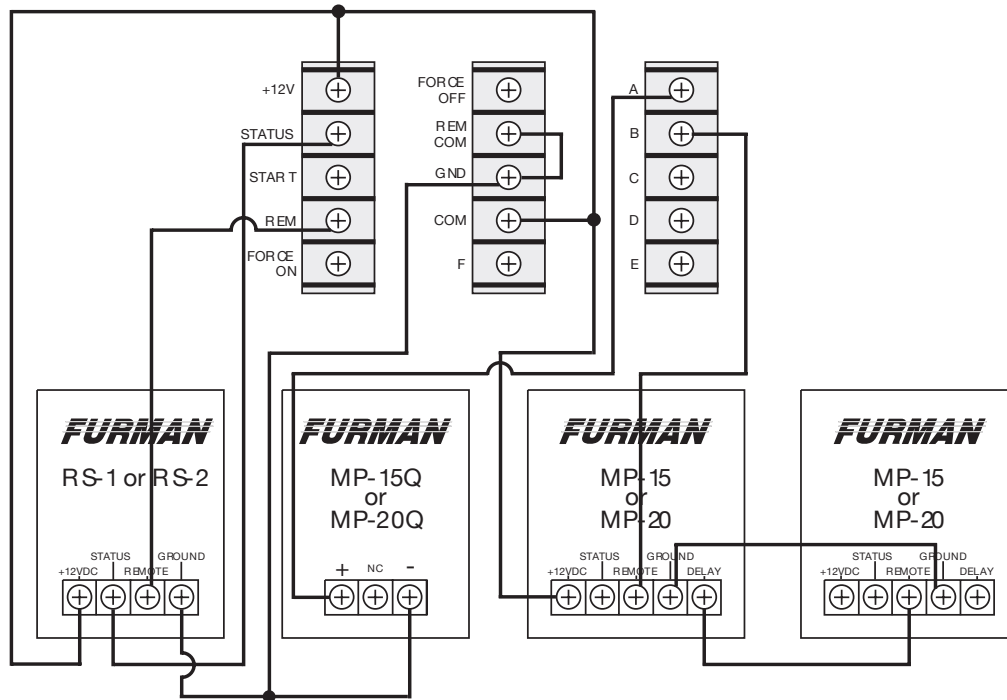 +12V
STATUS
START
REM
FORCE
ON
FORCE
OFF
REM
COM
GND
COM
F
A
B
C
D
E
FURMAN
RS-1 or RS-2
STATUS
GROUND
+12VDC
REMOTE
FURMAN
MP-15Q
or
MP-20Q
+
NC
-
FURMAN
MP-15
or
MP-20
STATUS
GROUND
+12VDC
REMOTE
DELAY
FURMAN
MP-15
or
MP-20
STATUS
GROUND
+12VDC
REMOTE
DELAY